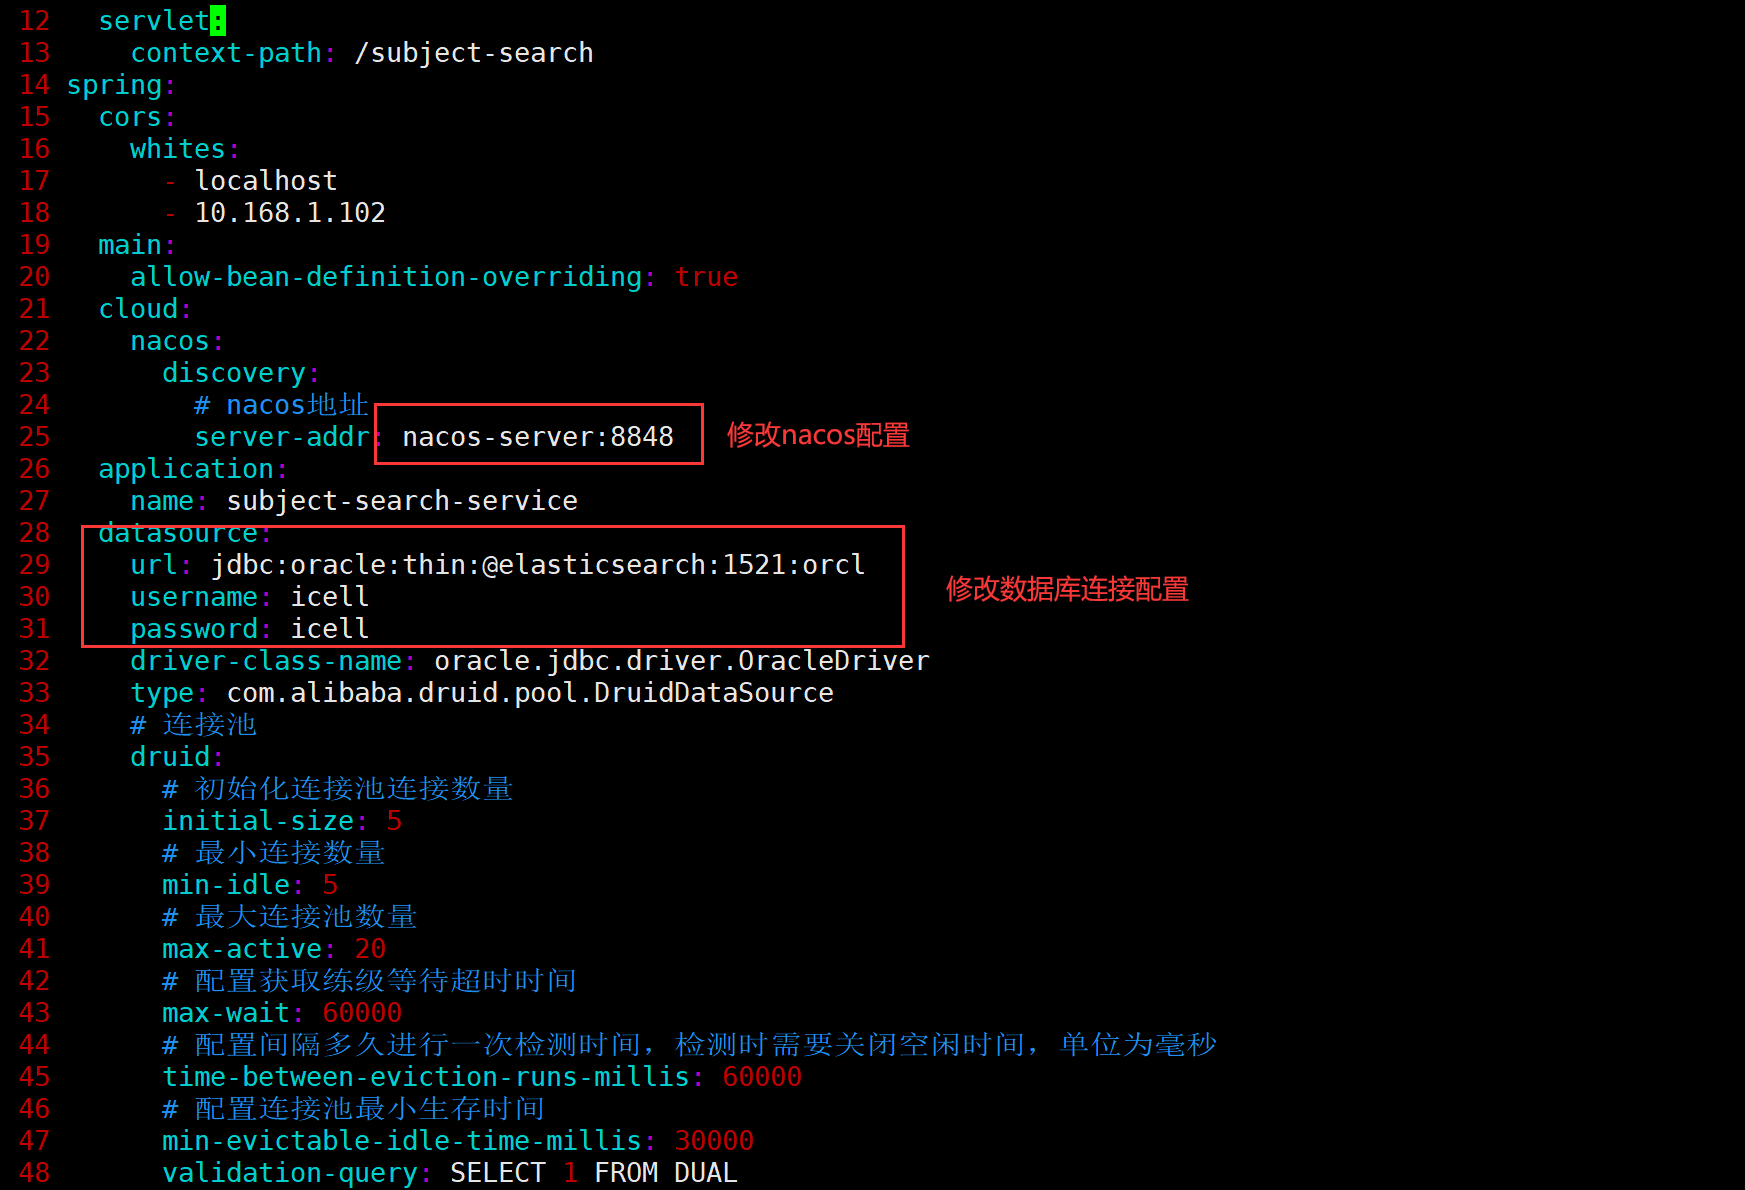 12   servlet:
13     context-path: /subject-search
14 spring:
15   cors:
16     whites:
17       - localhost
18       - 10.168.1.102
19   main:
20     allow-bean-definition-overriding: true
21   cloud:
22     nacos:
23       discovery:
24         # nacos地址
25         server-addr: nacos-server:8848 修改nacos配置
26   application:
27     name: subject-search-service
28   datasource:
29     url: jdbc:oracle:thin:@elasticsearch:1521:orcl
修改数据库连接配置
30     username: icell
31     password: icell
32     driver-class-name: oracle.jdbc.driver.OracleDriver
33     type: com.alibaba.druid.pool.DruidDataSource
34     # 连接池
35     druid:
36       # 初始化连接池连接数量
37       initial-size: 5
38       # 最小连接数量
39       min-idle: 5
40       # 最大连接池数量
41       max-active: 20
42       # 配置获取练级等待超时时间
43       max-wait: 60000
44       # 配置间隔多久进行一次检测时间，检测时需要关闭空闲时间，单位为毫秒
45       time-between-eviction-runs-millis: 60000
46       # 配置连接池最小生存时间
47       min-evictable-idle-time-millis: 30000
48       validation-query: SELECT 1 FROM DUAL